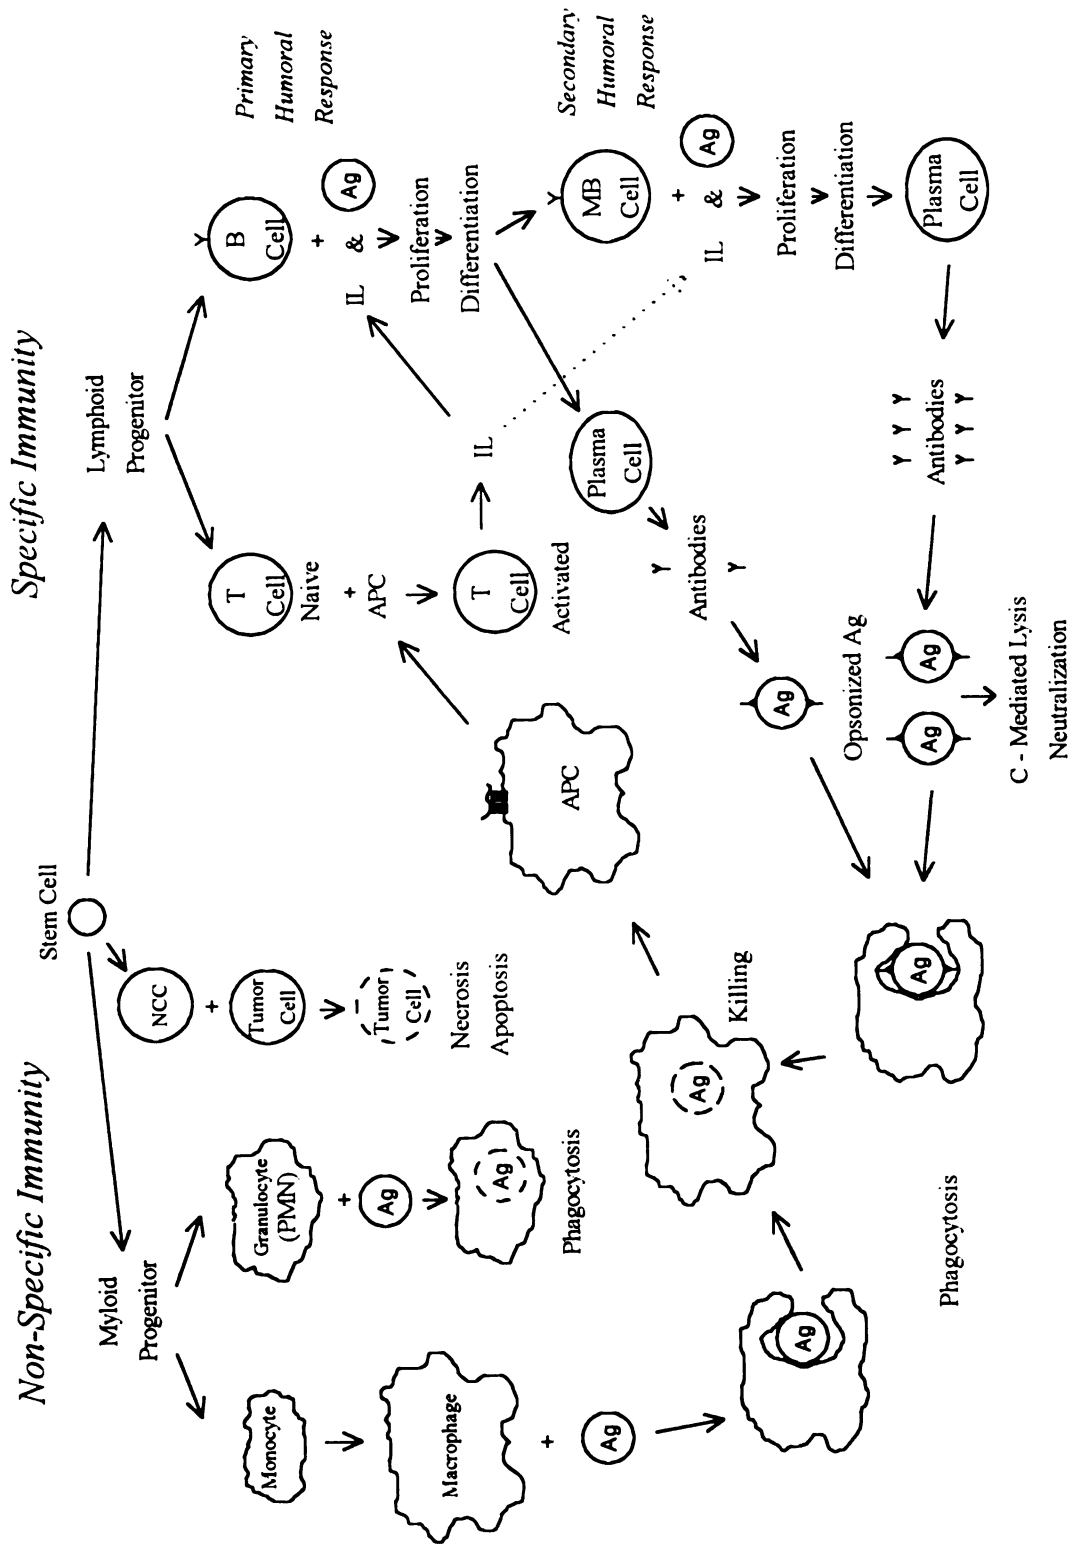 Non-Specific Immunity
Specific Immunity
Stem Cell
Myloid
Progenitor
Lymphoid
Progenitor
Monocyte
Macrophage
+
Ag
Ag
Granulocyte
(PMN)
+
Ag
Ag
Phagocytosis
NCC
+
Tumor
Cell
Tumor
Cell
Necrosis
Apoptosis
T
Cell
Naive
+
APC
T
Cell
Activated
IL
B
Cell
+
IL & Ag
Proliferation
Differentiation
Primary
Humoral
Response
Secondary
Humoral
Response
MB
Cell
+
IL & Ag
Proliferation
Differentiation
Plasma
Cell
Plasma
Cell
Y
Antibodies
Y
Y Y Y
Antibodies
Y Y Y
APC
Ag
Killing
Ag
Opsonized Ag
Ag Ag
C - Mediated Lysis
Neutralization
Ag
Phagocytosis